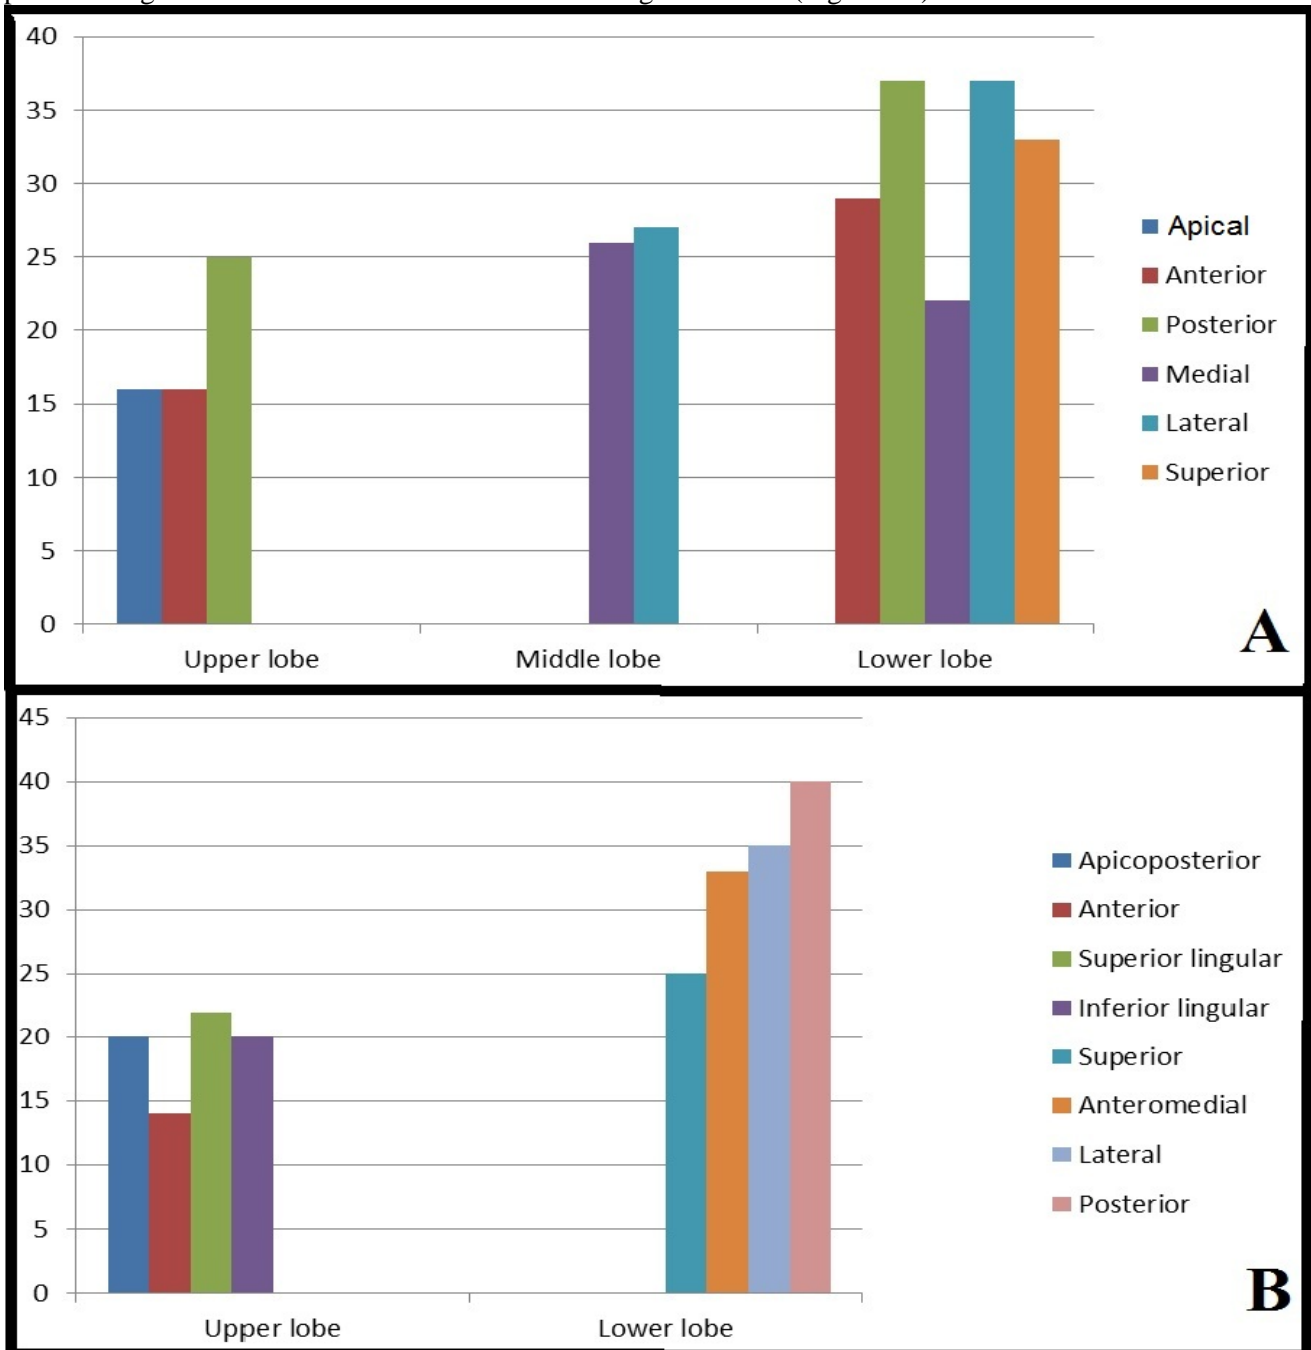 40
35
30
25
20
15
10
5
0
Upper lobe Middle lobe Lower lobe
Apical
Anterior
Posterior
Medial
Lateral
Superior
A
45
40
35
30
25
20
15
10
5
0
Upper lobe Lower lobe
Apicoposterior
Anterior
Superior lingular
Inferior lingular
Superior
Anteromedial
Lateral
Posterior
B